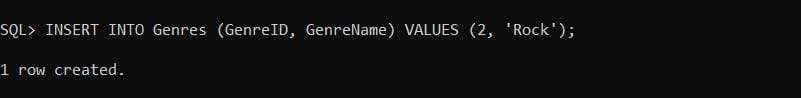 SQL> INSERT INTO Genres (GenreID, GenreName) VALUES (2, 'Rock');
1 row created.